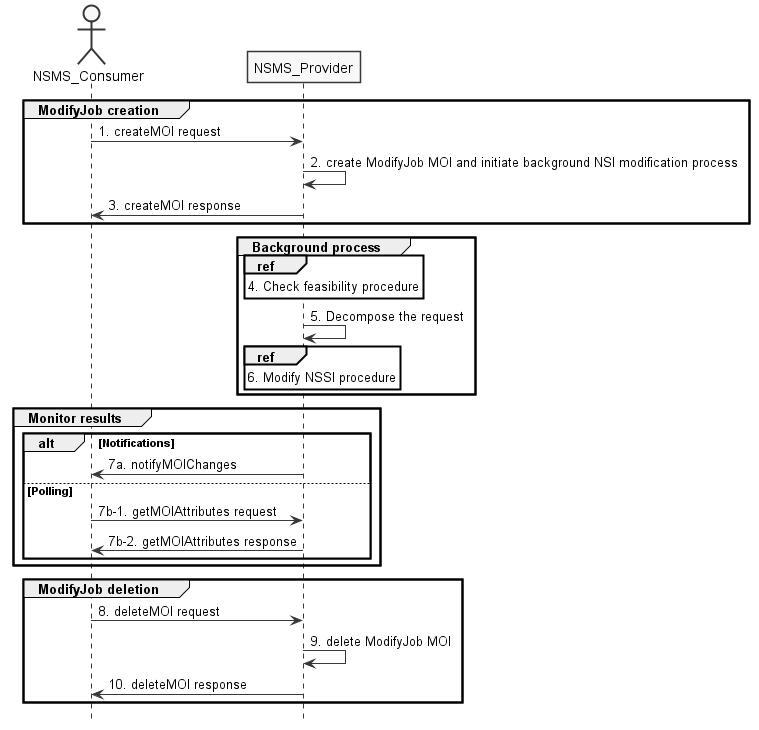 NSMS_Consumer
NSMS_Provider
ModifyJob creation
1. createMOI request
2. create ModifyJob MOI and initiate background NSI modification process
3. createMOI response
Background process
ref
4. Check feasibility procedure
5. Decompose the request
ref
6. Modify NSSI procedure
Monitor results
alt [Notifications]
7a. notifyMOIChanges
[Polling]
7b-1. getMOIAttributes request
7b-2. getMOIAttributes response
ModifyJob deletion
8. deleteMOI request
9. delete ModifyJob MOI
10. deleteMOI response